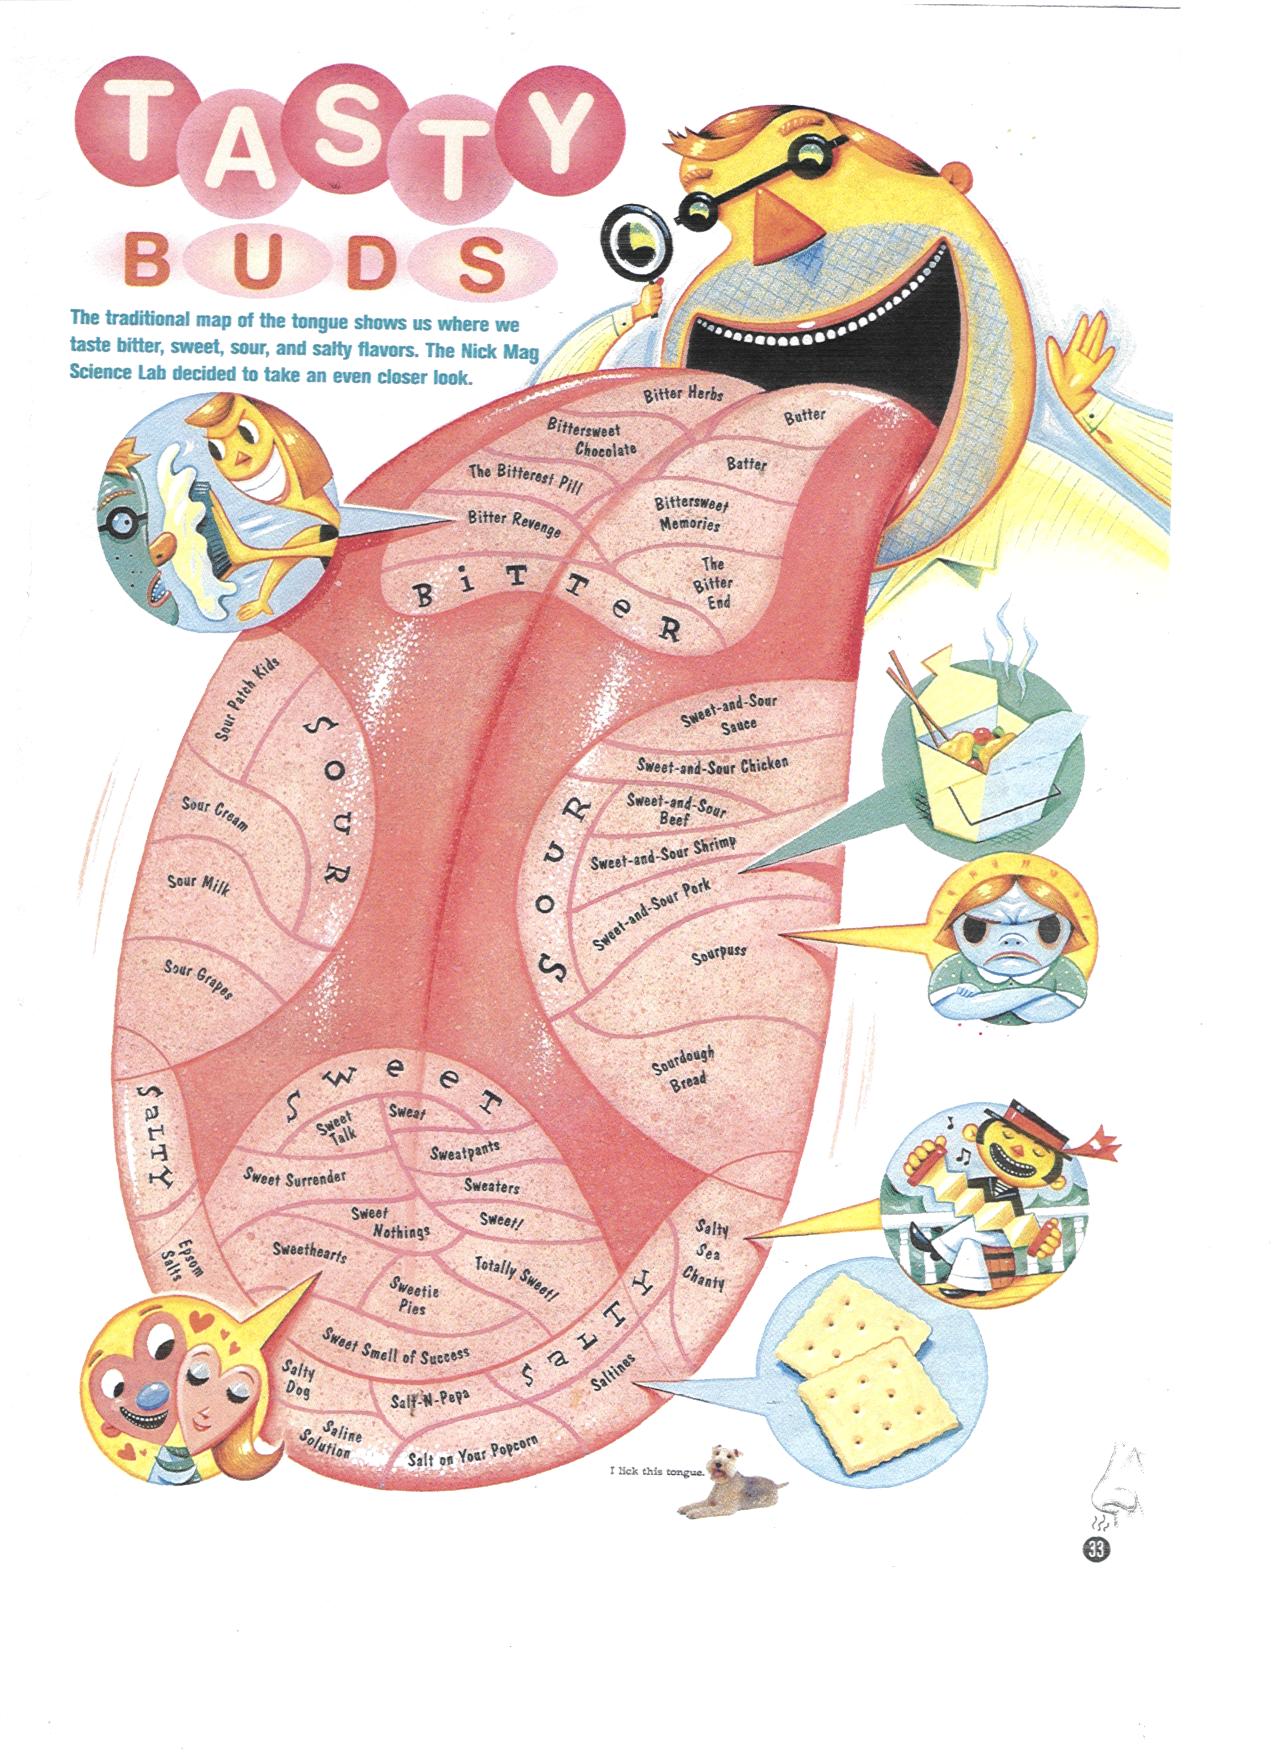 TASTY
BUDS
The traditional map of the tongue shows us where we
taste bitter, sweet, sour, and salty flavors. The Nick Mag
Science Lab decided to take an even closer look.
Bitter Herbs
Butter
Bittersweet
Chocolate
Batter
The Bitterest Pill
Bittersweet
Memories
Bitter Revenge
The
Bitter
End
BiTTeR
Sour Patch Kids
SOUR
Sour Cream
Sour Milk
Sour Grapes
Sweet-and-Sour
Sauce
Sweet-and-Sour Chicken
Sweet-and-Sour
Beef
Sweet-and-Sour Shrimp
Sweet-and-Sour Pork
SOUR
Sourpuss
Sourdough
Bread
SaLTY
Epsom
Salts
SweeT
Sweet
Talk
Sweat
Sweatpants
Sweet Surrender
Sweaters
Sweet
Nothings
Sweet!
Sweethearts
Totally Sweet!
Sweetie
Pies
Sweet Smell of Success
SaLTY
Salty
Sea
Chanty
Saltines
Salty
Dog
Salt-N-Pepa
Saline
Solution
Salt on Your Popcorn
I lick this tongue.
33